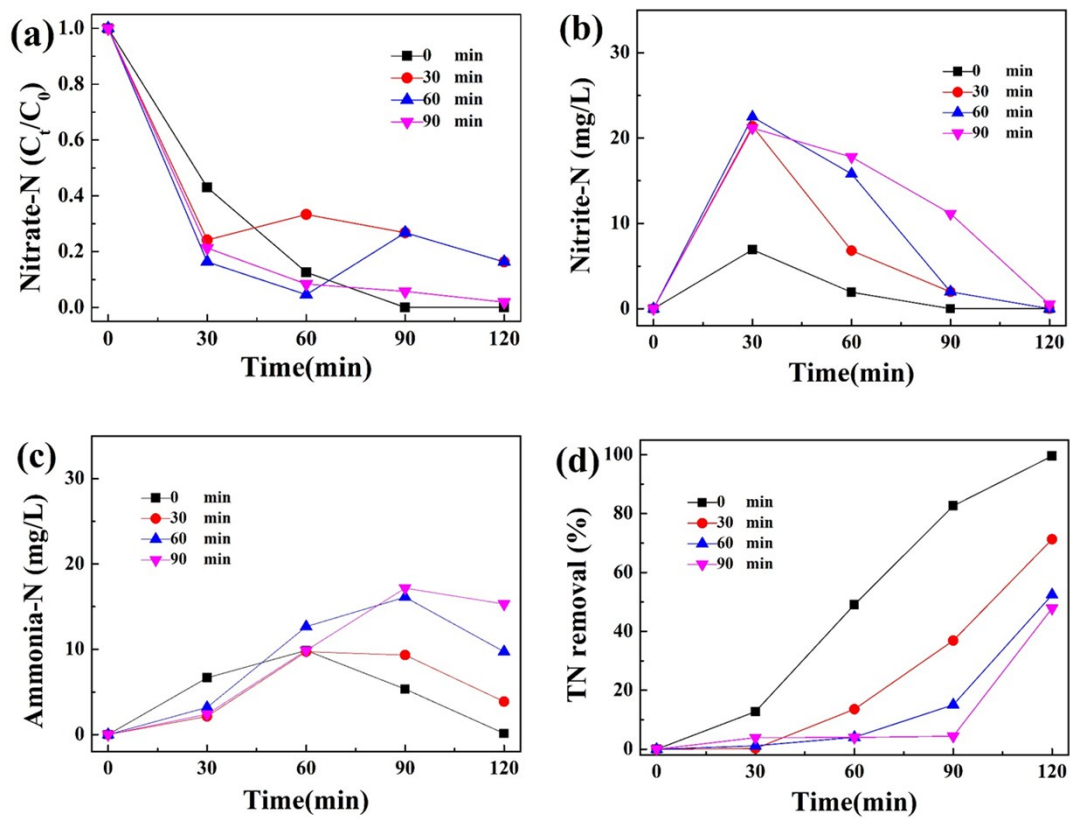 (a)
1.0
0.8
0.6
0.4
0.2
0.0
Nitrate-N (Ct/C0)
0 min
30 min
60 min
90 min
0 30 60 90 120
Time(min)
(b)
30
20
10
0
Nitrite-N (mg/L)
0 min
30 min
60 min
90 min
0 30 60 90 120
Time(min)
(c)
30
20
10
0
Ammonia-N (mg/L)
0 min
30 min
60 min
90 min
0 30 60 90 120
Time(min)
(d)
100
80
60
40
20
0
TN removal (%)
0 min
30 min
60 min
90 min
0 30 60 90 120
Time(min)